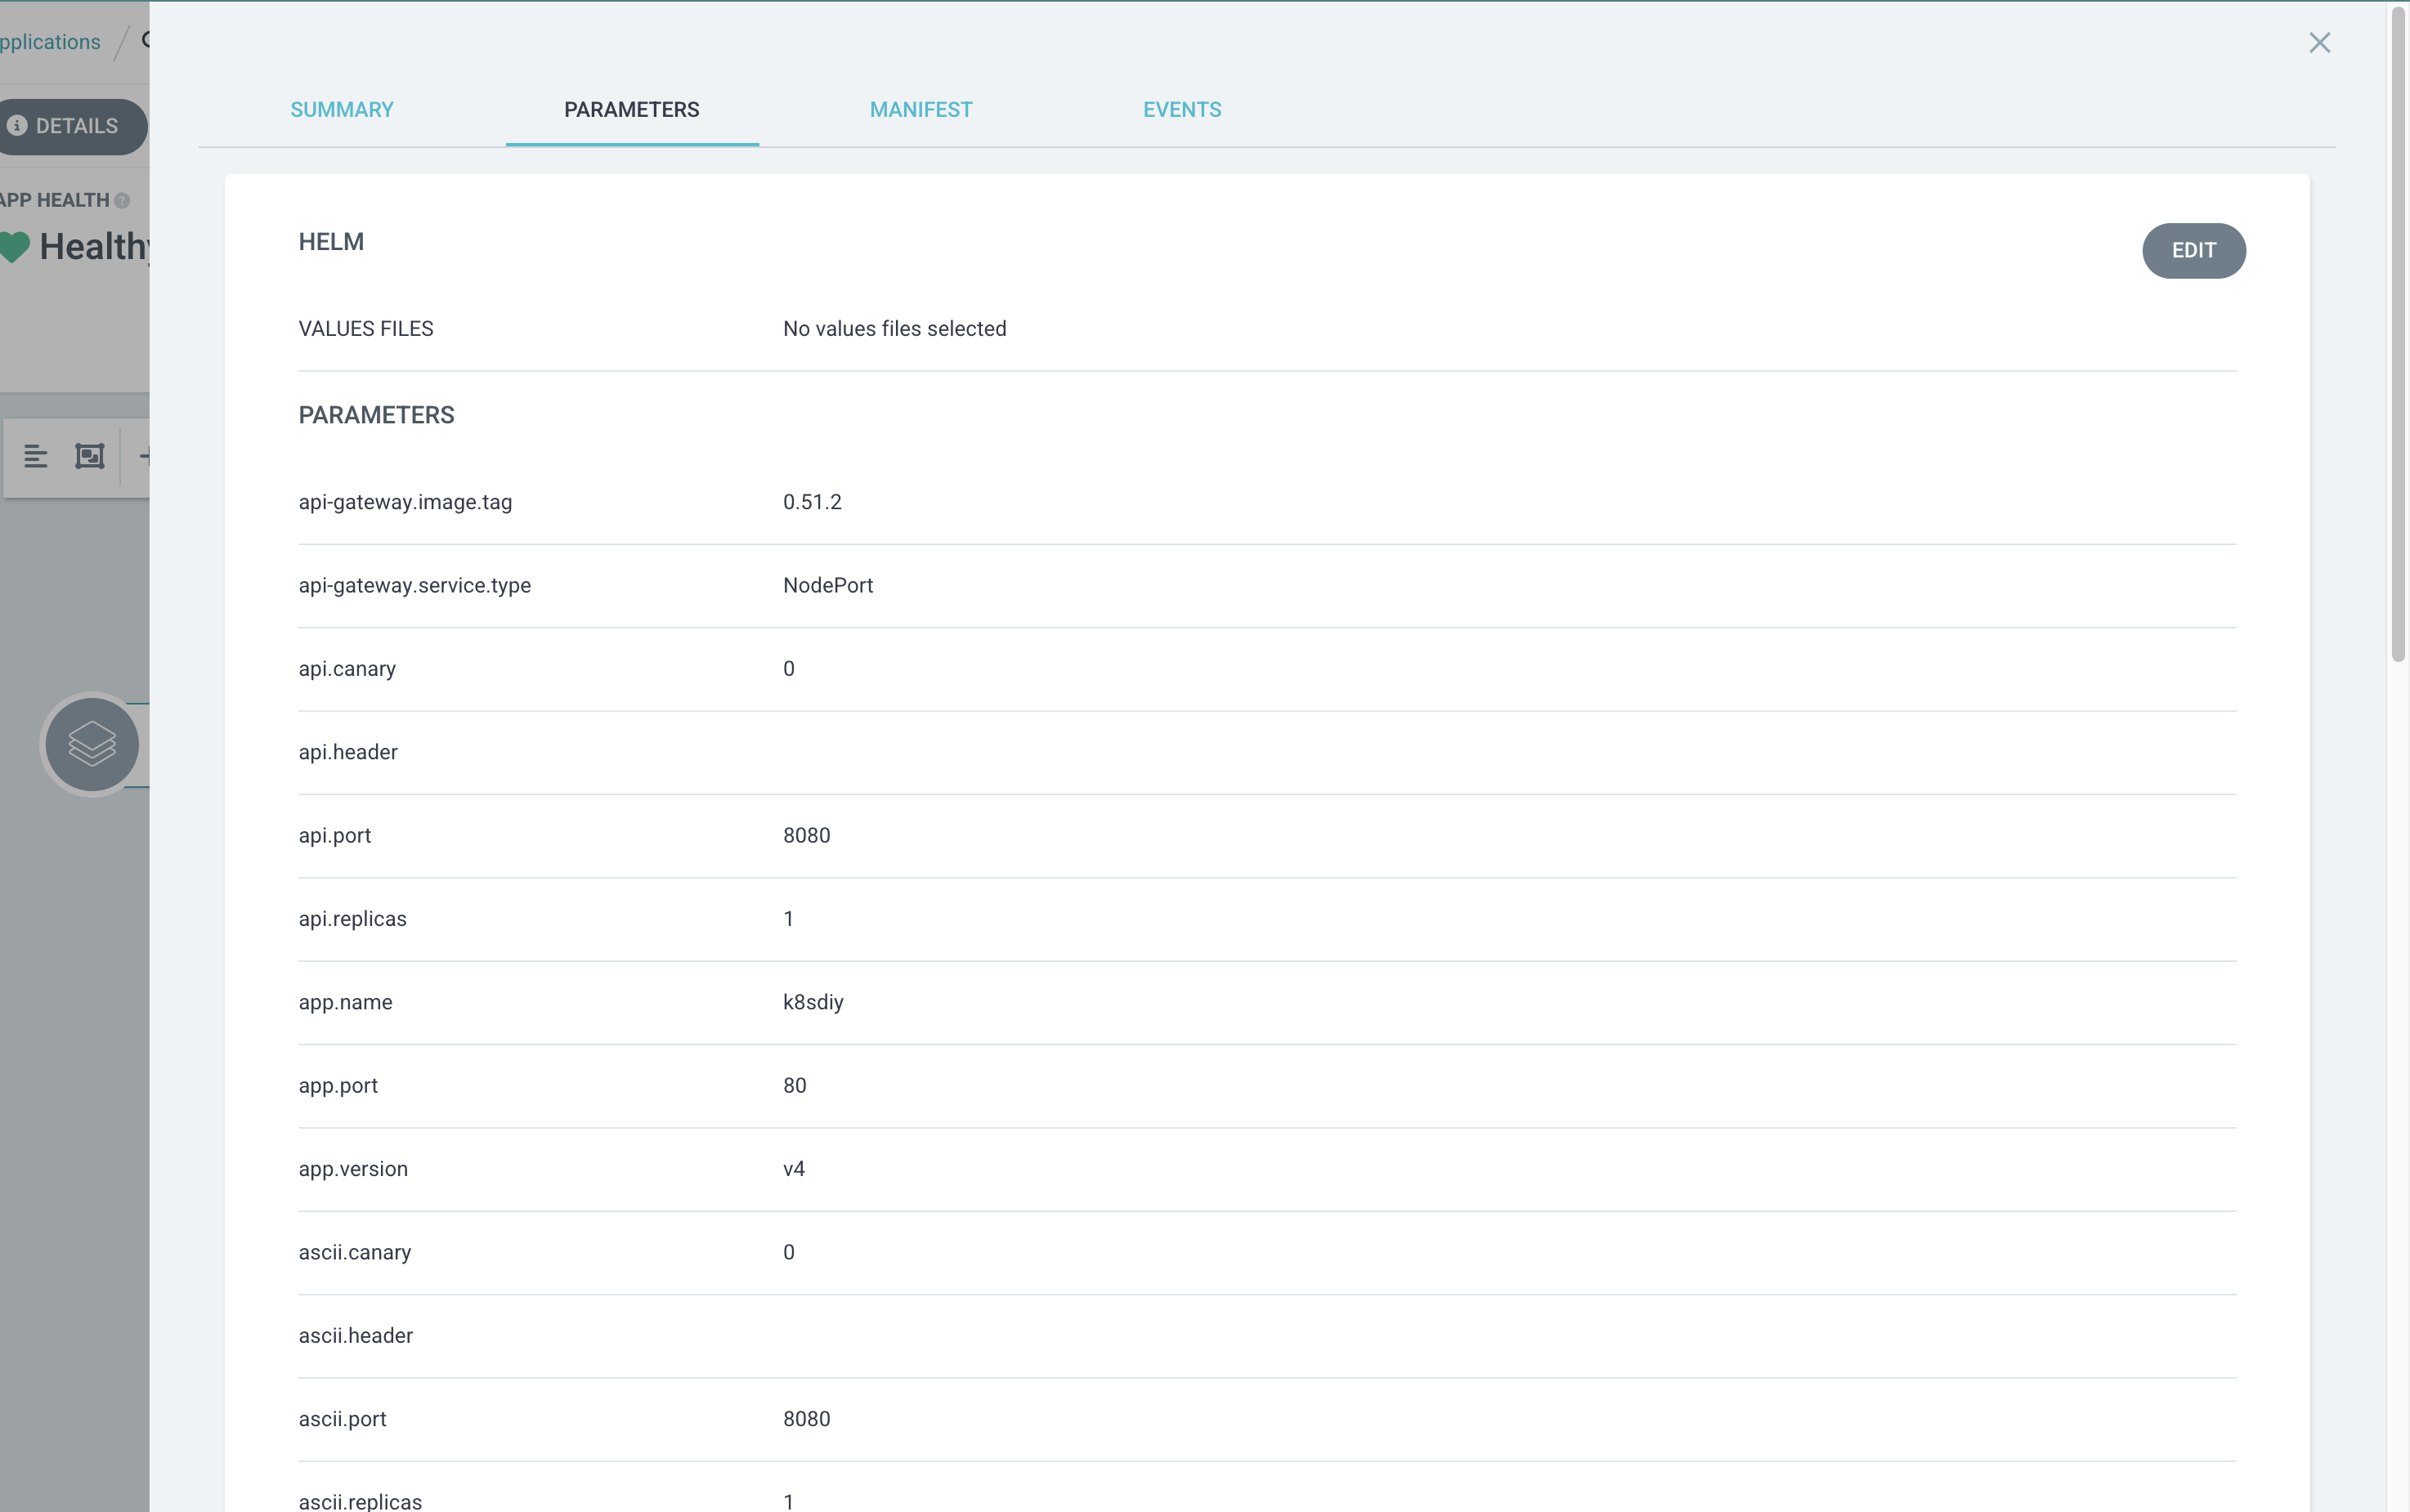 pplications /
DETAILS
APP HEALTH
Healthy
SUMMARY PARAMETERS MANIFEST EVENTS
HELM
EDIT
VALUES FILES No values files selected
PARAMETERS
api-gateway.image.tag 0.51.2
api-gateway.service.type NodePort
api.canary 0
api.header
api.port 8080
api.replicas 1
app.name k8sdiy
app.port 80
app.version v4
ascii.canary 0
ascii.header
ascii.port 8080
ascii.replicas 1